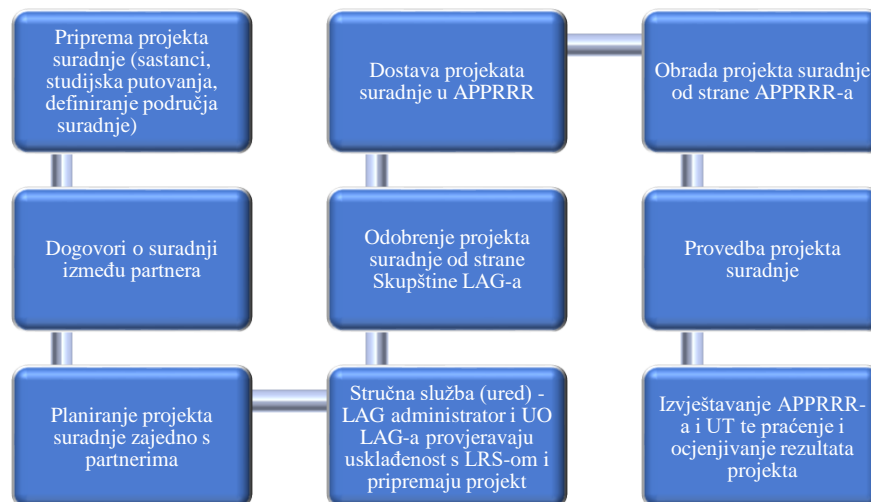 Priprema projekta
suradnje (sastanci,
studijska putovanja,
definiranje područja
suradnje)
Dogovori o suradnji
između partnera
Planiranje projekta
suradnje zajedno s
partnerima
Stručna služba (ured) -
LAG administrator i UO
LAG-a provjeravaju
usklađenost s LRS-om i
pripremaju projekt
Odobrenje projekta
suradnje od strane
Skupštine LAG-a
Dostava projekata
suradnje u APPRRR
Obrada projekta suradnje
od strane APPRRR-a
Provedba projekta
suradnje
Izvještavanje APPRRR-
a i UT te praćenje i
ocjenjivanje rezultata
projekta